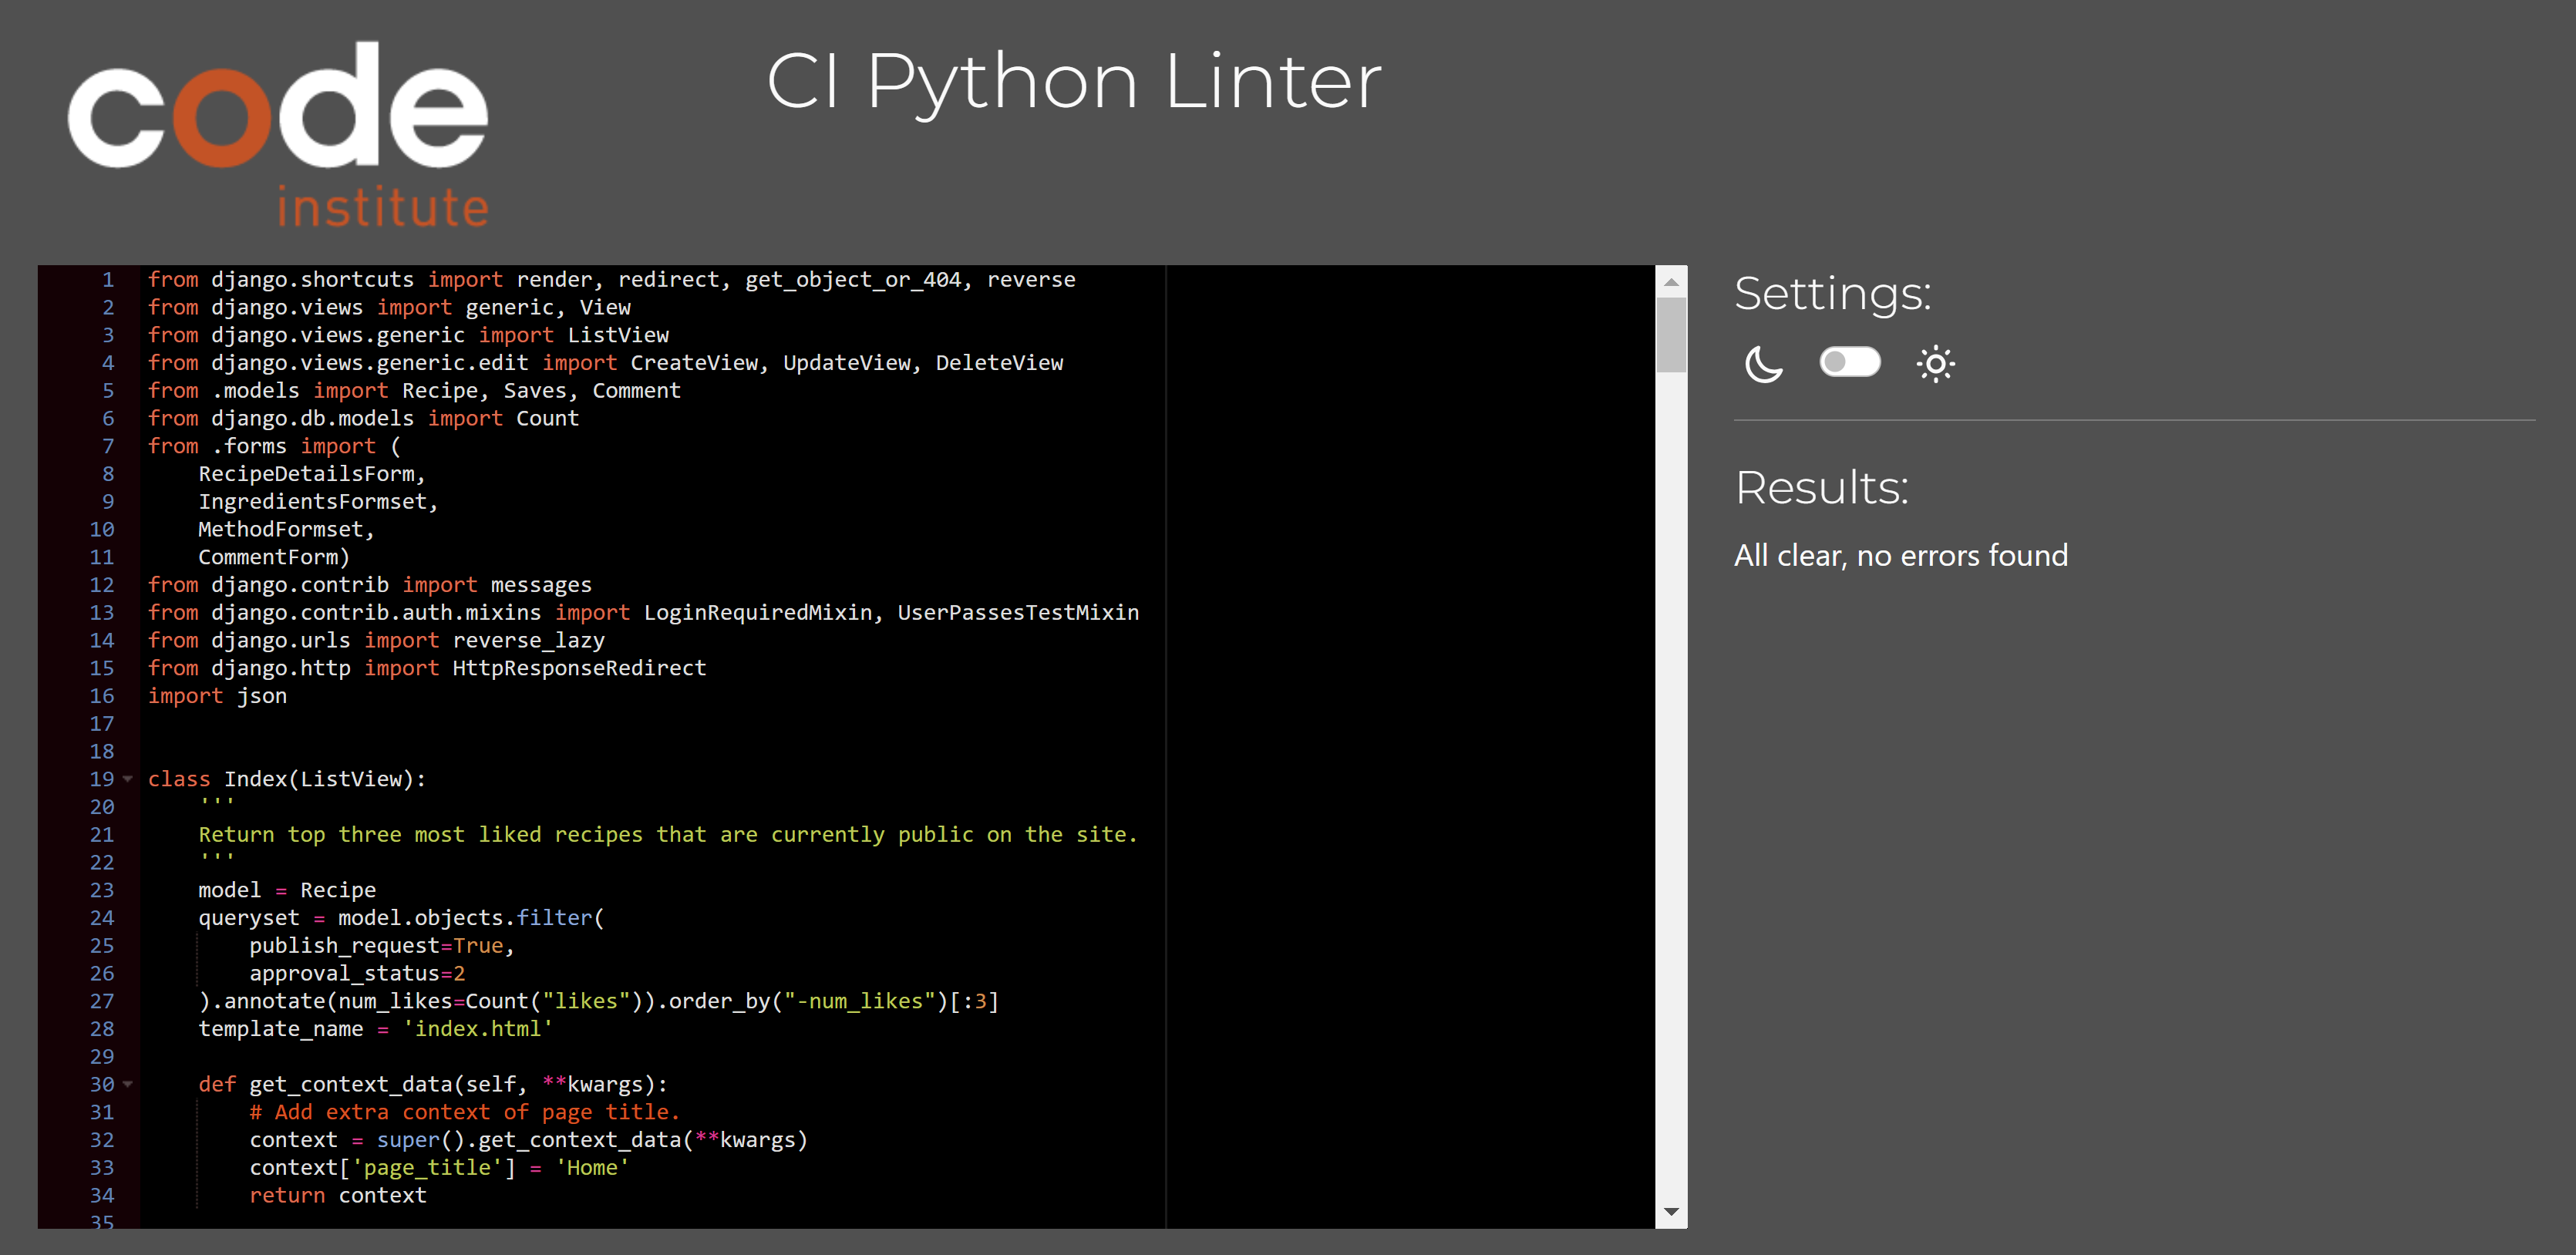 code
institute
CI Python Linter
1 from django.shortcuts import render, redirect, get_object_or_404, reverse
2 from django.views import generic, View
3 from django.views.generic import ListView
4 from django.views.generic.edit import CreateView, UpdateView, DeleteView
5 from .models import Recipe, Saves, Comment
6 from django.db.models import Count
7 from .forms import (
8     RecipeDetailsForm,
9     IngredientsFormset,
10     MethodFormset,
11     CommentForm)
12 from django.contrib import messages
13 from django.contrib.auth.mixins import LoginRequiredMixin, UserPassesTestMixin
14 from django.urls import reverse_lazy
15 from django.http import HttpResponseRedirect
16 import json
17
18
19 class Index(ListView):
20     '''
21     Return top three most liked recipes that are currently public on the site.
22     '''
23     model = Recipe
24     queryset = model.objects.filter(
25         publish_request=True,
26         approval_status=2
27     ).annotate(num_likes=Count("likes")).order_by("-num_likes")[:3]
28     template_name = 'index.html'
29
30     def get_context_data(self, **kwargs):
31         # Add extra context of page title.
32         context = super().get_context_data(**kwargs)
33         context['page_title'] = 'Home'
34         return context
35
Settings:
Results:
All clear, no errors found